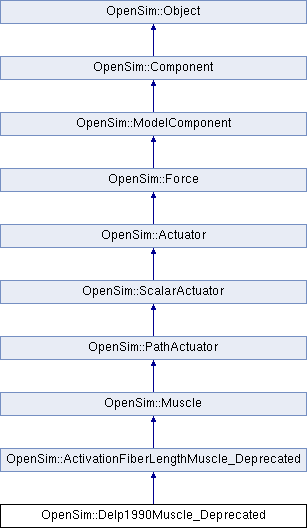 OpenSim::Object
OpenSim::Component
OpenSim::ModelComponent
OpenSim::Force
OpenSim::Actuator
OpenSim::ScalarActuator
OpenSim::PathActuator
OpenSim::Muscle
OpenSim::ActivationFiberLengthMuscle_Deprecated
OpenSim::Delp1990Muscle_Deprecated